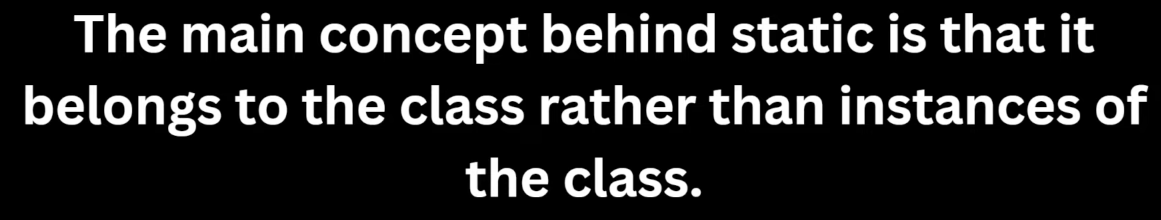 The main concept behind static is that it
belongs to the class rather than instances of
the class.